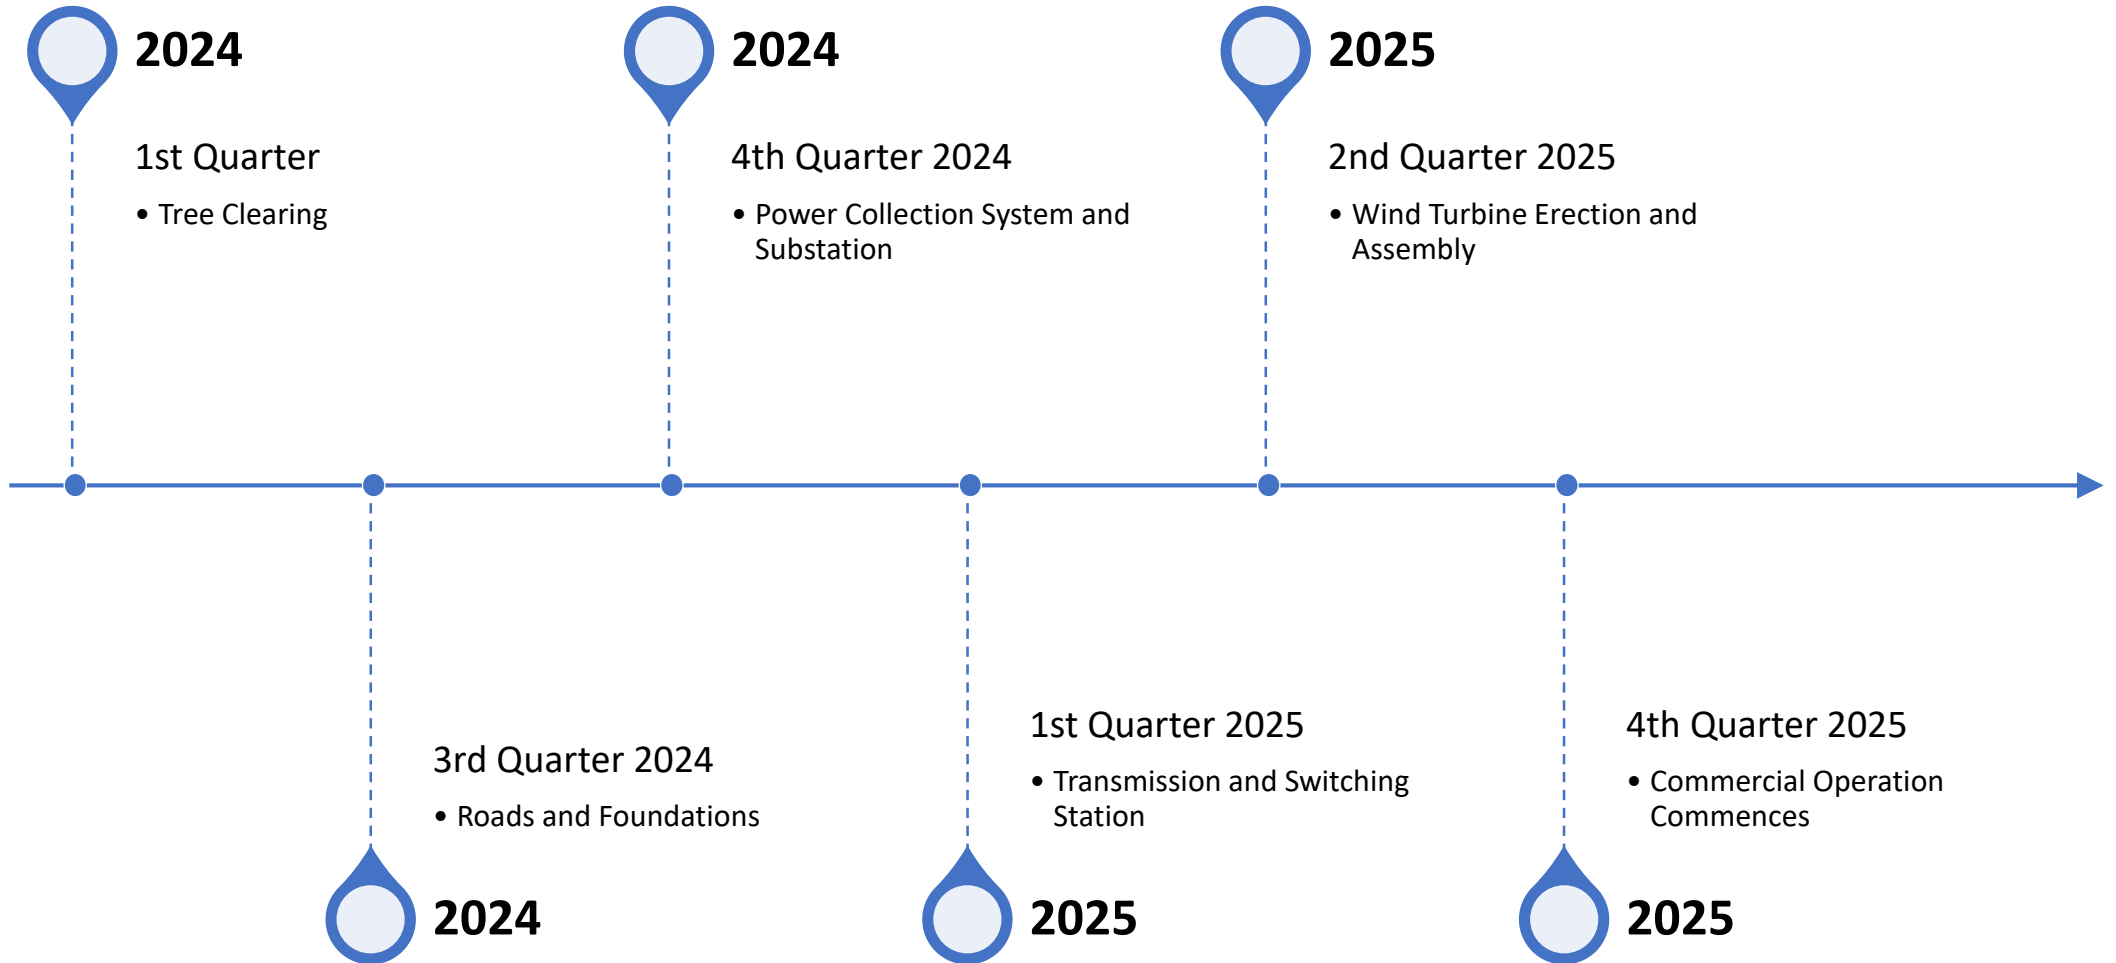 2024
1st Quarter
• Tree Clearing
3rd Quarter 2024
• Roads and Foundations
2024
2024
4th Quarter 2024
• Power Collection System and
Substation
1st Quarter 2025
• Transmission and Switching
Station
2025
2025
2nd Quarter 2025
• Wind Turbine Erection and
Assembly
4th Quarter 2025
• Commercial Operation
Commences
2025